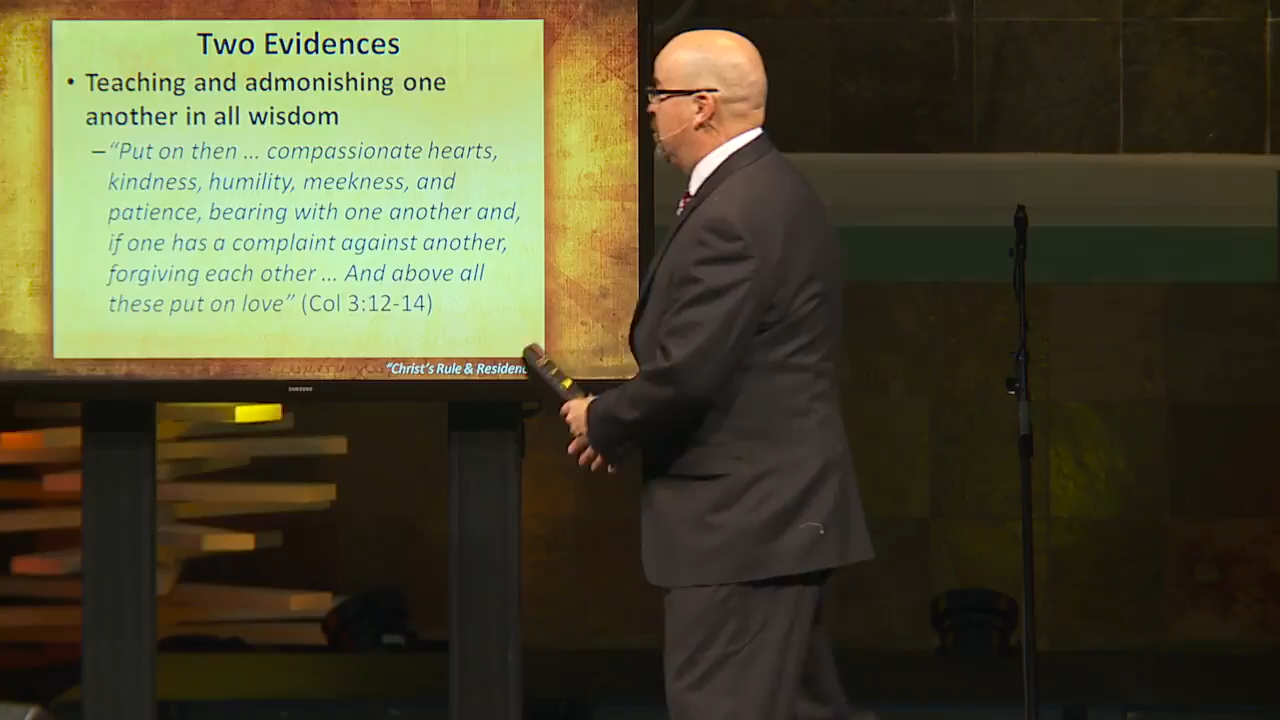 Two Evidences
• Teaching and admonishing one
another in all wisdom
–“Put on then … compassionate hearts,
kindness, humility, meekness, and
patience, bearing with one another and,
if one has a complaint against another,
forgiving each other … And above all
these put on love” (Col 3:12-14)
“Christ’s Rule &
SAMSUNG